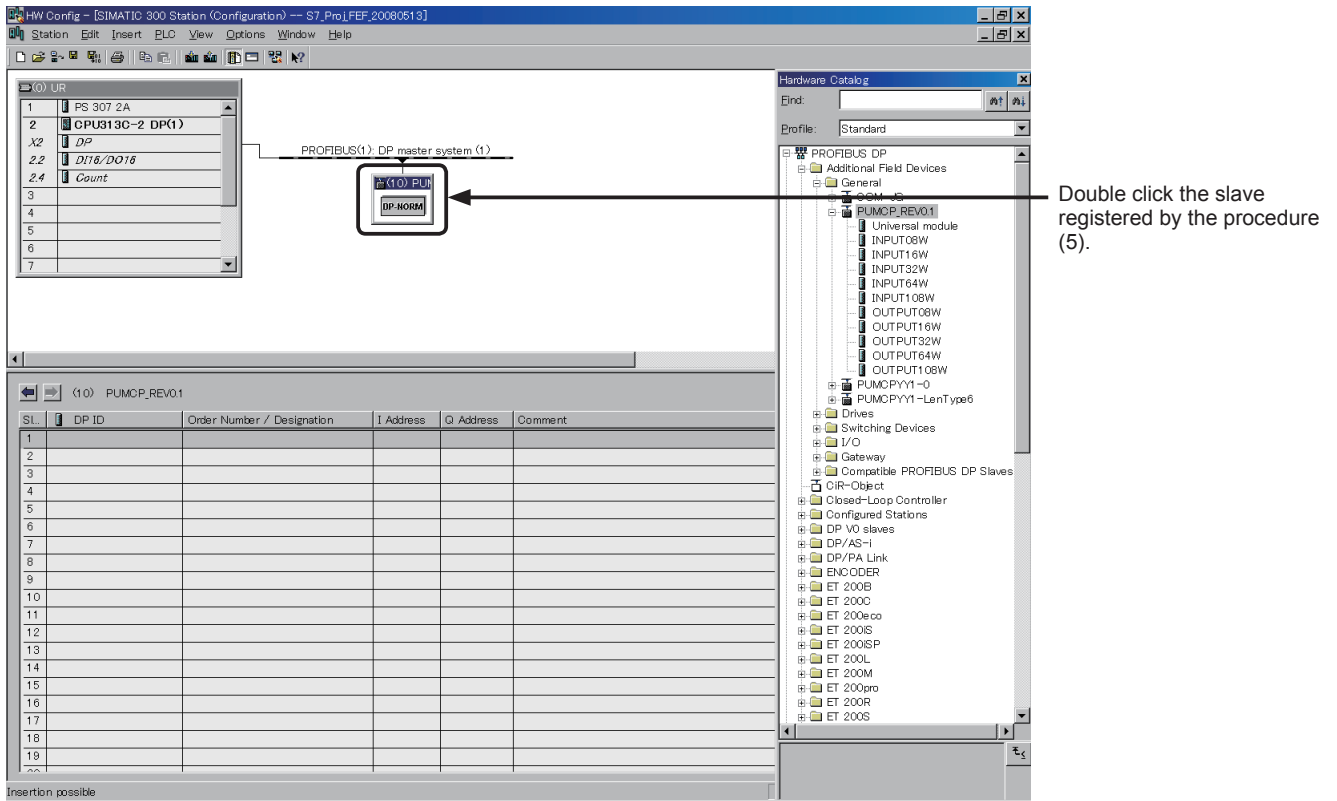 HW Config - [SIMATIC 300 Station (Configuration) -- S7_Proj_FEF_20080513]
Station Edit Insert PLC View Options Window Help
(0) UR
1 PS 307 2A
2 CPU313C-2 DP(1)
X2 DP
2.2 DI16/DO16
2.4 Count
3
4
5
6
7
PROFIBUS(1): DP master system (1)
(10) PUM
DP-NORM
Double click the slave
registered by the procedure
(5).
Hardware Catalog
Find:
Profile: Standard
PROFIBUS DP
Additional Field Devices
General
PUMCP_REV0.1
Universal module
INPUT08W
INPUT16W
INPUT32W
INPUT64W
INPUT108W
OUTPUT08W
OUTPUT16W
OUTPUT32W
OUTPUT64W
OUTPUT108W
PUMCPYY1-0
PUMCPYY1-LenType6
Drives
Switching Devices
I/O
Gateway
Compatible PROFIBUS DP Slaves
CiR-Object
Closed-Loop Controller
Configured Stations
DP V0 slaves
DP/AS-i
DP/PA Link
ENCODER
ET 200B
ET 200C
ET 200eco
ET 200iS
ET 200iSP
ET 200L
ET 200M
ET 200pro
ET 200R
ET 200S
(10) PUMCP_REV0.1
Sl... DP ID Order Number / Designation I Address Q Address Comment
1
2
3
4
5
6
7
8
9
10
11
12
13
14
15
16
17
18
19
Insertion possible